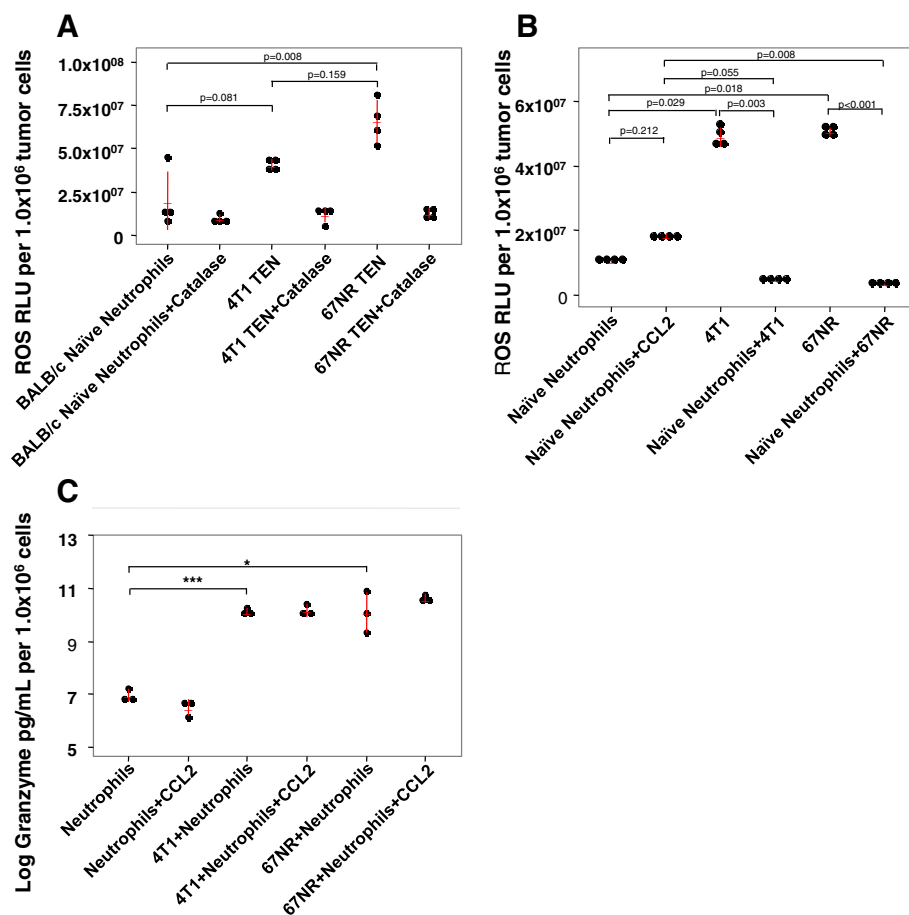 A
ROS RLU per 1.0x10⁶ tumor cells
1.0x10⁰⁸
7.5x10⁰⁷
5.0x10⁰⁷
2.5x10⁰⁷
0
p=0.008
p=0.159
p=0.081
BALB/c Naïve Neutrophils
BALB/c Naïve Neutrophils+Catalase
4T1 TEN
4T1 TEN+Catalase
67NR TEN
67NR TEN+Catalase
B
ROS RLU per 1.0x10⁶ tumor cells
6x10⁰⁷
4x10⁰⁷
2x10⁰⁷
0
p=0.008
p=0.055
p=0.018
p=0.029
p=0.003
p<0.001
p=0.212
Naïve Neutrophils
Naïve Neutrophils+CCL2
4T1
Naïve Neutrophils+4T1
67NR
Naïve Neutrophils+67NR
C
Log Granzyme pg/mL per 1.0x10⁶ cells
13
11
9
7
5
*
***
Neutrophils
Neutrophils+CCL2
4T1+Neutrophils
4T1+Neutrophils+CCL2
67NR+Neutrophils
67NR+Neutrophils+CCL2